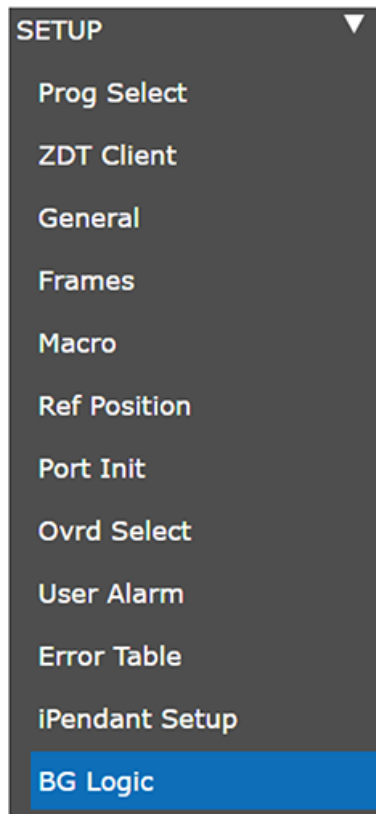 SETUP
Prog Select
ZDT Client
General
Frames
Macro
Ref Position
Port Init
Ovrd Select
User Alarm
Error Table
iPendant Setup
BG Logic